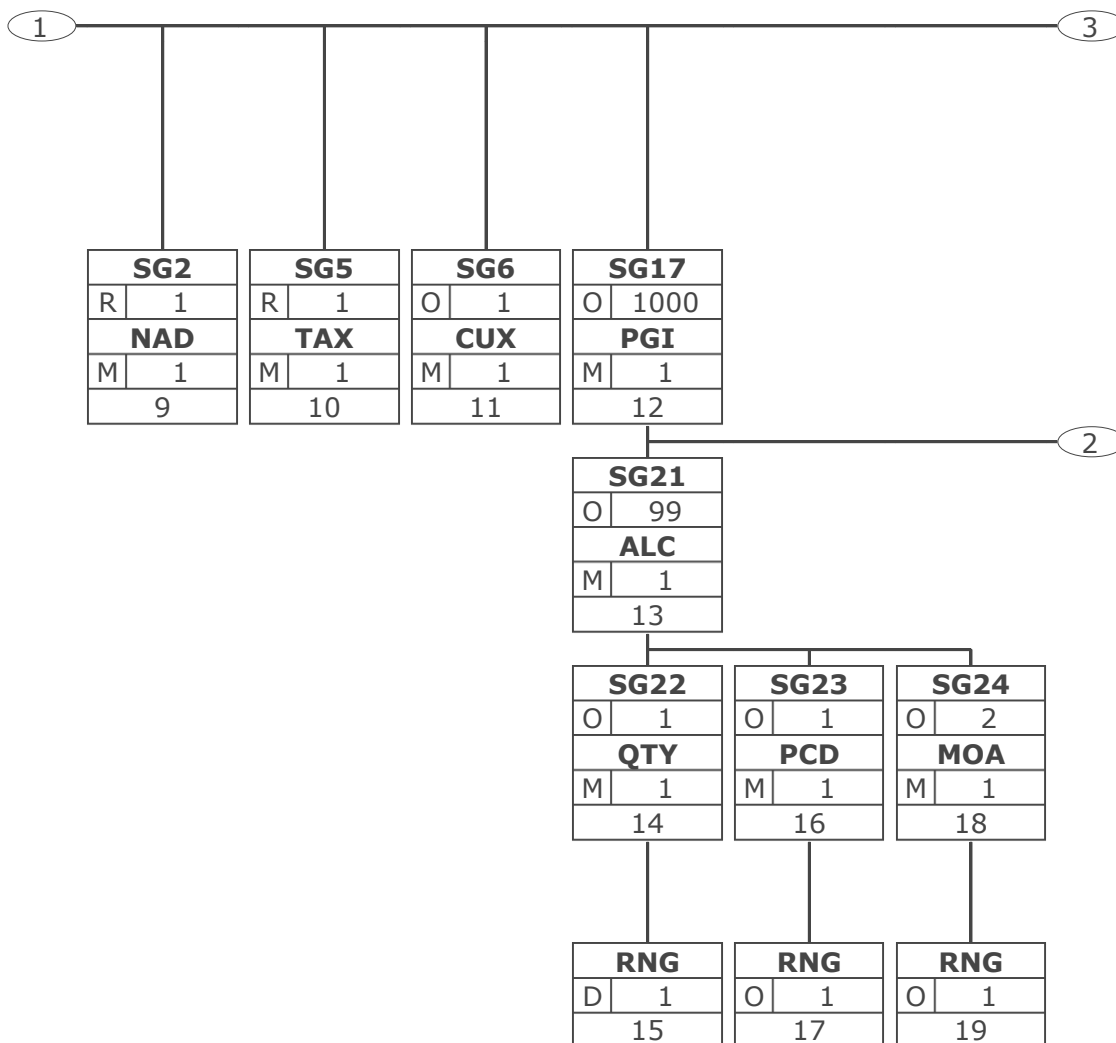 1
3
SG2
R 1
NAD
M 1
9
SG5
R 1
TAX
M 1
10
SG6
O 1
CUX
M 1
11
SG17
O 1000
PGI
M 1
12
2
SG21
O 99
ALC
M 1
13
SG22
O 1
QTY
M 1
14
SG23
O 1
PCD
M 1
16
SG24
O 2
MOA
M 1
18
RNG
D 1
15
RNG
O 1
17
RNG
O 1
19